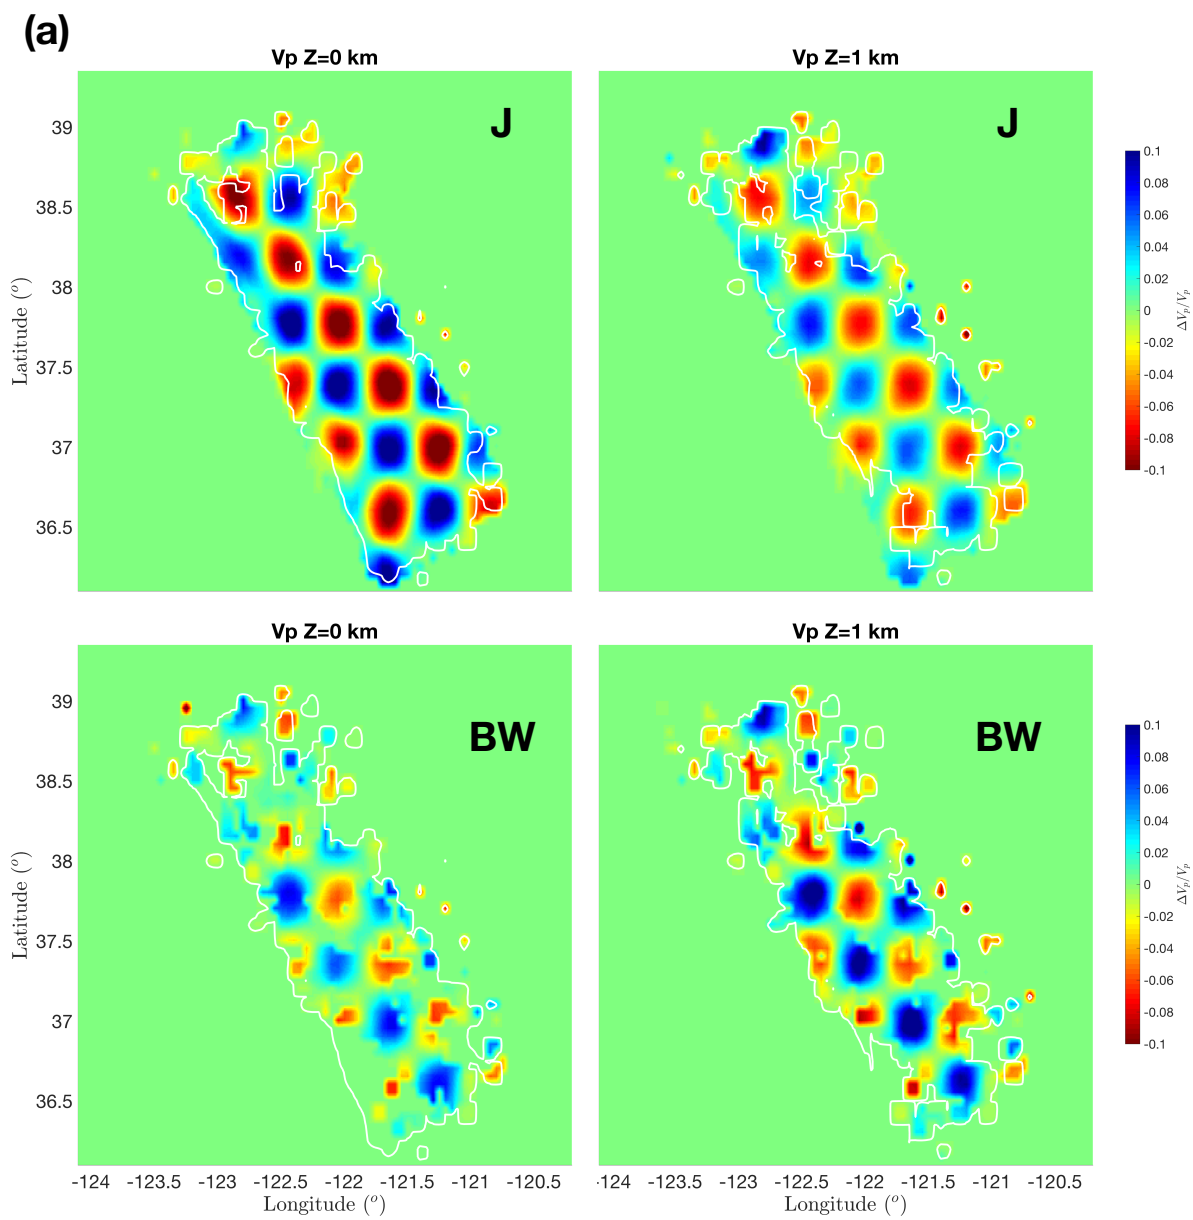 (a)
Vp Z=0 km
Vp Z=1 km
J
J
39
38.5
38
37.5
37
36.5
Latitude (°)
0.1
0.08
0.06
0.04
0.02
0
-0.02
-0.04
-0.06
-0.08
-0.1
ΔVp/Vp
Vp Z=0 km
Vp Z=1 km
BW
BW
39
38.5
38
37.5
37
36.5
Latitude (°)
0.1
0.08
0.06
0.04
0.02
0
-0.02
-0.04
-0.06
-0.08
-0.1
ΔVp/Vp
-124 -123.5 -123 -122.5 -122 -121.5 -121 -120.5
-124 -123.5 -123 -122.5 -122 -121.5 -121 -120.5
Longitude (°)
Longitude (°)